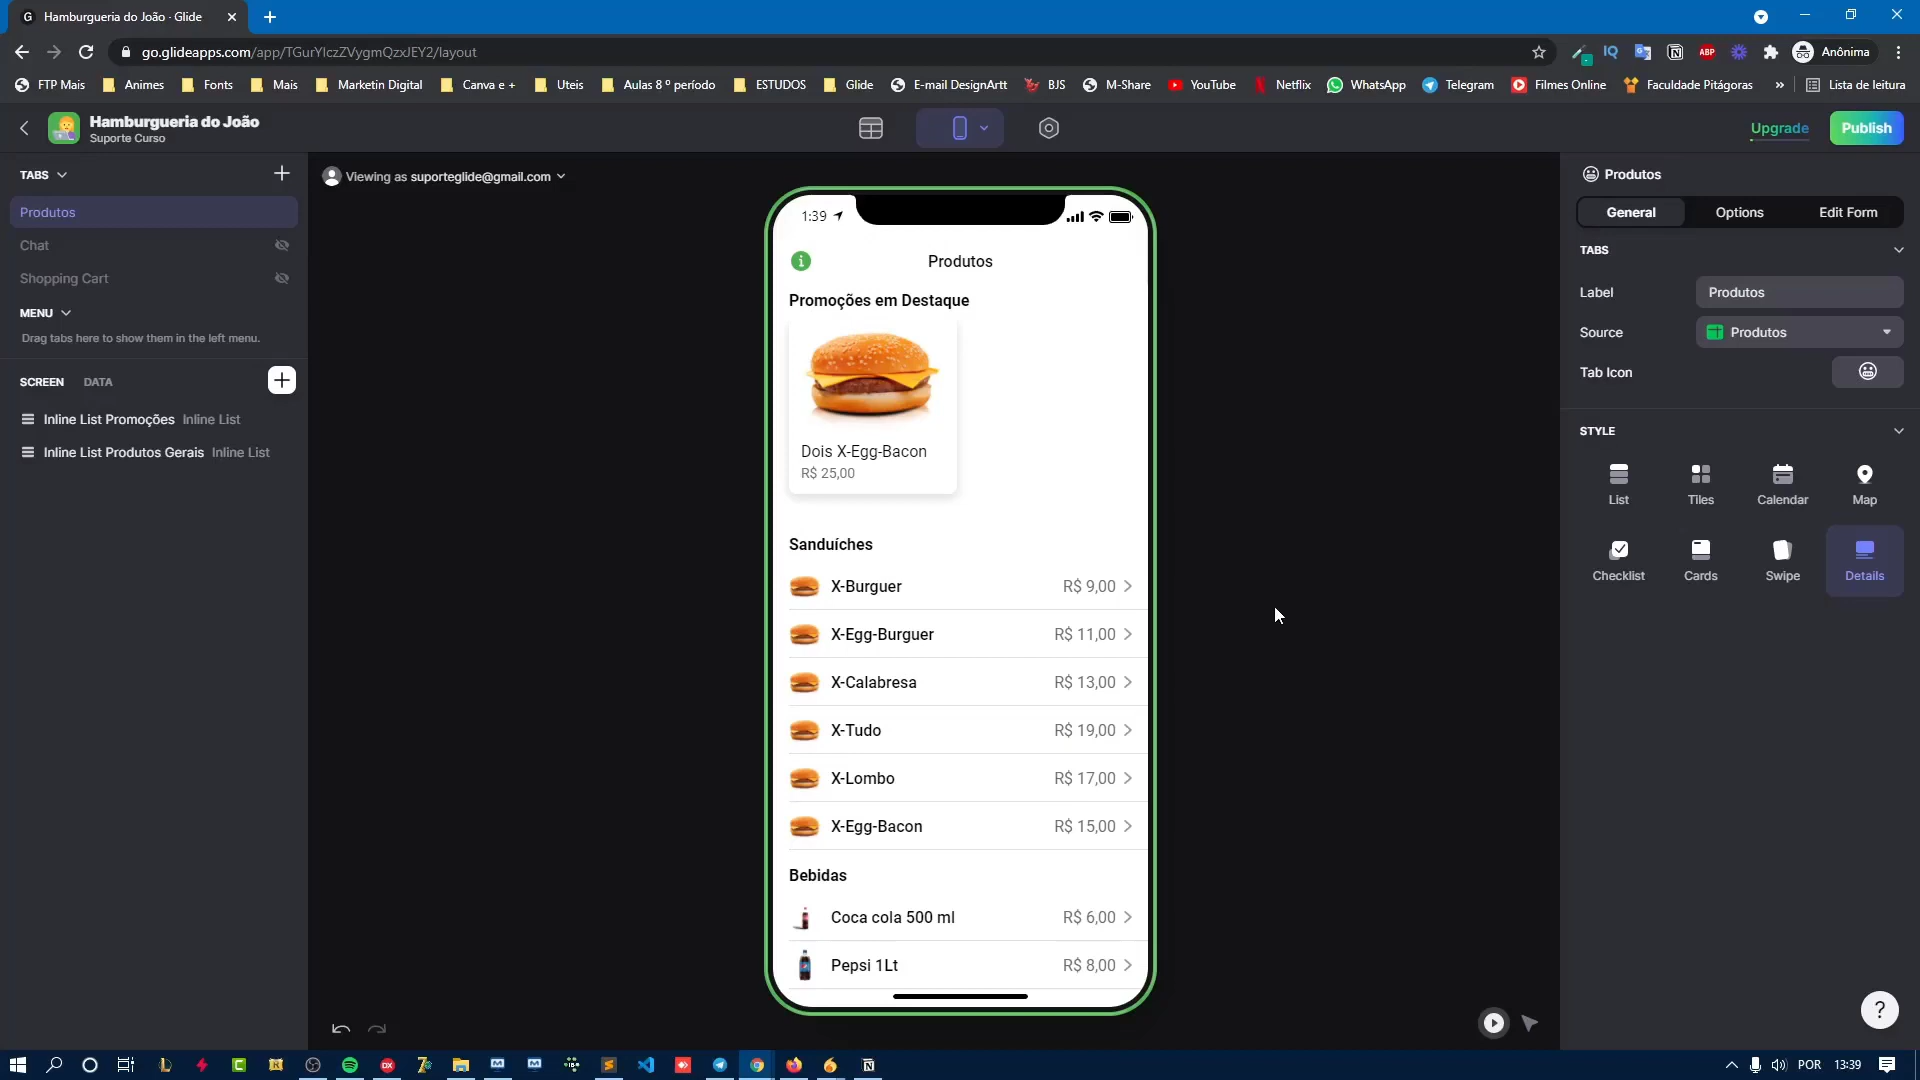 Hamburgueria do João · Glide
go.glideapps.com/app/TGurYlczZVygmQzxJEY2/layout
ABP
Anônima
FTP Mais
Animes
Fonts
Mais
Marketin Digital
Canva e +
Uteis
Aulas 8 º período
ESTUDOS
Glide
E-mail DesignArtt
BJS
M-Share
YouTube
Netflix
WhatsApp
Telegram
Filmes Online
Faculdade Pitágoras
»
Lista de leitura
Hamburgueria do João
Suporte Curso
Upgrade
Publish
TABS
Produtos
Chat
Shopping Cart
MENU
Drag tabs here to show them in the left menu.
SCREEN
DATA
Inline List Promoções Inline List
Inline List Produtos Gerais Inline List
Viewing as suporteglide@gmail.com
1:39
Produtos
Promoções em Destaque
Dois X-Egg-Bacon
R$ 25,00
Sanduíches
X-Burguer R$ 9,00
X-Egg-Burguer R$ 11,00
X-Calabresa R$ 13,00
X-Tudo R$ 19,00
X-Lombo R$ 17,00
X-Egg-Bacon R$ 15,00
Bebidas
Coca cola 500 ml R$ 6,00
Pepsi 1Lt R$ 8,00
Produtos
General
Options
Edit Form
TABS
Label Produtos
Source Produtos
Tab Icon
STYLE
List
Tiles
Calendar
Map
Checklist
Cards
Swipe
Details
?
POR
13:39